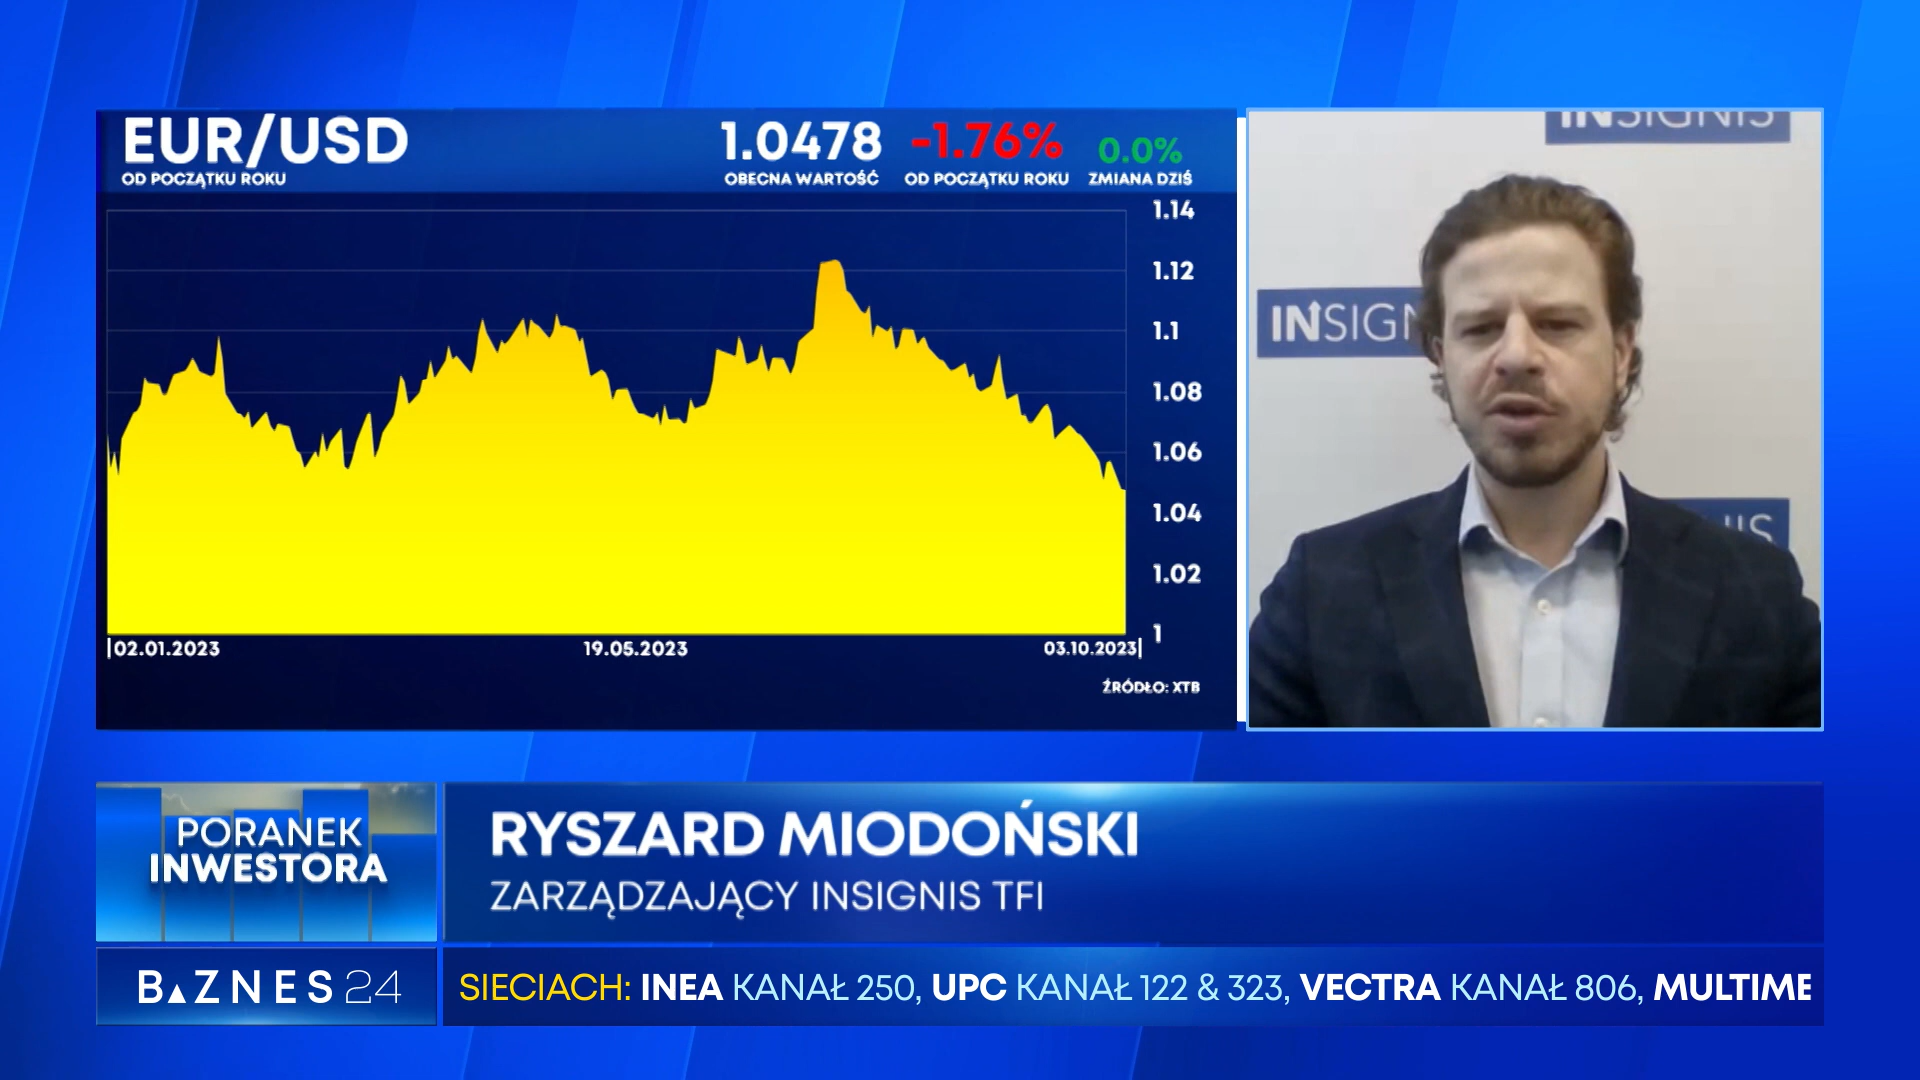 EUR/USD
OD POCZĄTKU ROKU
1.0478
OBECNA WARTOŚĆ
-1.76%
OD POCZĄTKU ROKU
0.0%
ZMIANA DZIŚ
1.14
1.12
1.1
1.08
1.06
1.04
1.02
1
02.01.2023
19.05.2023
03.10.2023
ŹRÓDŁO: XTB
INSIGNIS
INSIGN
NIS
PORANEK
INWESTORA
RYSZARD MIODOŃSKI
ZARZĄDZAJĄCY INSIGNIS TFI
B▲ZNES24
SIECIACH: INEA KANAŁ 250, UPC KANAŁ 122 & 323, VECTRA KANAŁ 806, MULTIME